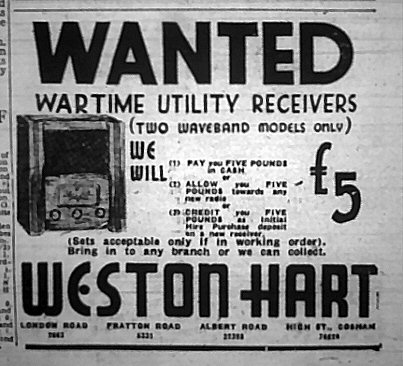 WANTED
WARTIME UTILITY RECEIVERS
(TWO WAVEBAND MODELS ONLY)
WE
WILL
(1) PAY you FIVE POUNDS
in CASH
or
(2) ALLOW you FIVE
POUNDS towards any
new radio
or
(3) CREDIT you FIVE
POUNDS as Initial
Hire Purchase deposit
on a new receiver.
£5
(Sets acceptable only if in working order).
Bring in to any branch or we can collect.
WESTON-HART
LONDON ROAD FRATTON ROAD ALBERT ROAD HIGH ST., COSHAM